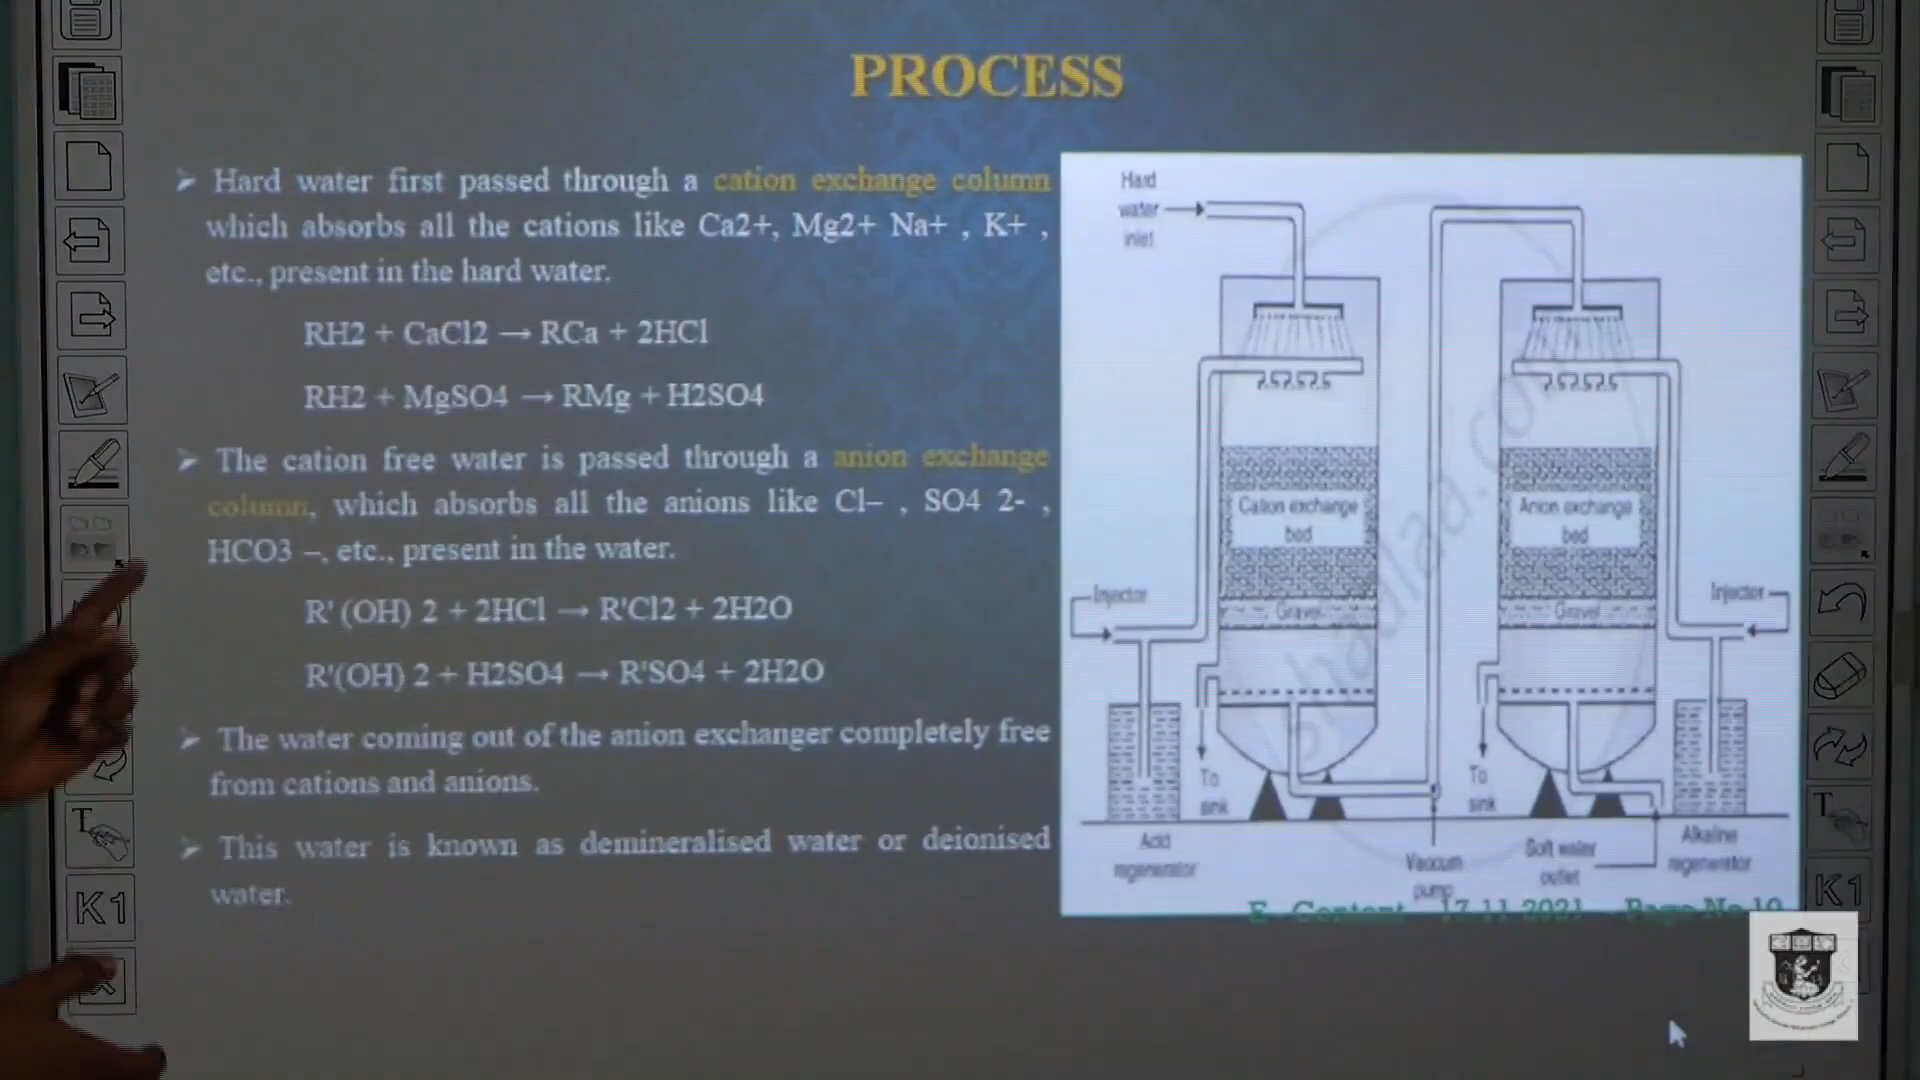 PROCESS
➢ Hard water first passed through a cation exchange column
which absorbs all the cations like Ca2+, Mg2+ Na+ , K+ ,
etc., present in the hard water.
RH2 + CaCl2 → RCa + 2HCl
RH2 + MgSO4 → RMg + H2SO4
➢ The cation free water is passed through a anion exchange
column, which absorbs all the anions like Cl– , SO4 2- ,
HCO3 –, etc., present in the water.
R' (OH) 2 + 2HCl → R'Cl2 + 2H2O
R'(OH) 2 + H2SO4 → R'SO4 + 2H2O
➢ The water coming out of the anion exchanger completely free
from cations and anions.
➢ This water is known as demineralised water or deionised
water.
Hard
water
inlet
Cation exchange
bed
Anion exchange
bed
Injector
Gravel
Gravel
Injector
To
sink
To
sink
Acid
regenerator
Vacuum
pump
Soft water
outlet
Alkaline
regenerator
shaalaa.com
E- Content 17-11-2021 Page No 10
T
K1
T
K1